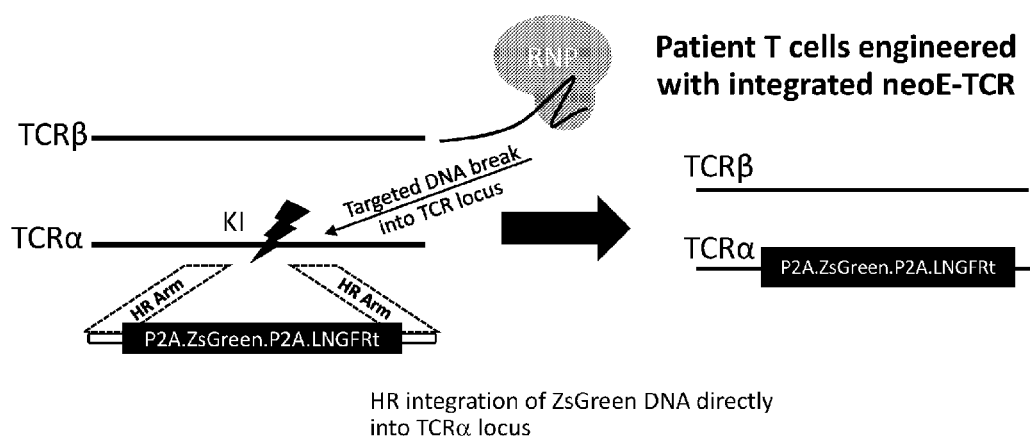 RNP
Patient T cells engineered
with integrated neoE-TCR
TCRβ
Targeted DNA break
into TCR locus
KI
TCRα
HR Arm
HR Arm
P2A.ZsGreen.P2A.LNGFRt
TCRβ
TCRα
P2A.ZsGreen.P2A.LNGFRt
HR integration of ZsGreen DNA directly
into TCRα locus